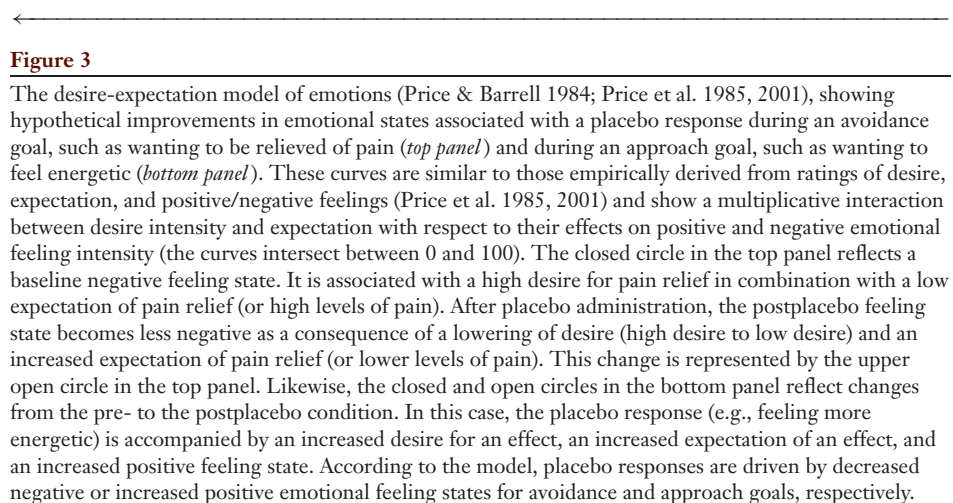 Figure 3
The desire-expectation model of emotions (Price & Barrell 1984; Price et al. 1985, 2001), showing
hypothetical improvements in emotional states associated with a placebo response during an avoidance
goal, such as wanting to be relieved of pain (top panel) and during an approach goal, such as wanting to
feel energetic (bottom panel). These curves are similar to those empirically derived from ratings of desire,
expectation, and positive/negative feelings (Price et al. 1985, 2001) and show a multiplicative interaction
between desire intensity and expectation with respect to their effects on positive and negative emotional
feeling intensity (the curves intersect between 0 and 100). The closed circle in the top panel reflects a
baseline negative feeling state. It is associated with a high desire for pain relief in combination with a low
expectation of pain relief (or high levels of pain). After placebo administration, the postplacebo feeling
state becomes less negative as a consequence of a lowering of desire (high desire to low desire) and an
increased expectation of pain relief (or lower levels of pain). This change is represented by the upper
open circle in the top panel. Likewise, the closed and open circles in the bottom panel reflect changes
from the pre- to the postplacebo condition. In this case, the placebo response (e.g., feeling more
energetic) is accompanied by an increased desire for an effect, an increased expectation of an effect, and
an increased positive feeling state. According to the model, placebo responses are driven by decreased
negative or increased positive emotional feeling states for avoidance and approach goals, respectively.